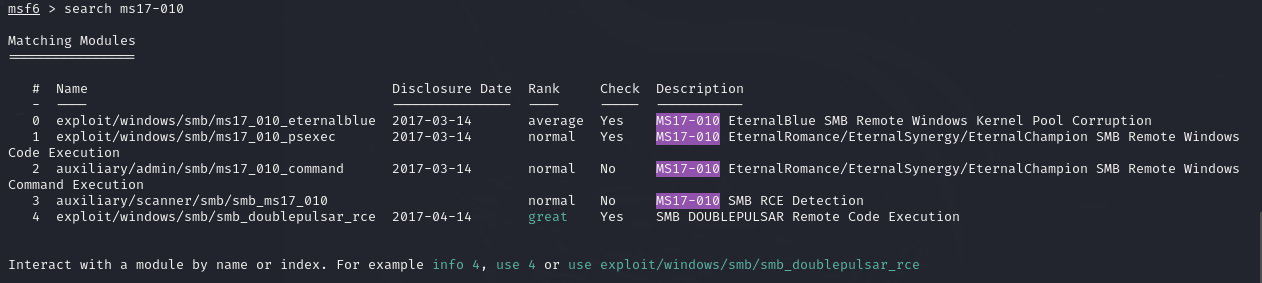 msf6 > search ms17-010
Matching Modules
================
# Name Disclosure Date Rank Check Description
- ---- --------------- ---- ----- -----------
0 exploit/windows/smb/ms17_010_eternalblue 2017-03-14 average Yes MS17-010 EternalBlue SMB Remote Windows Kernel Pool Corruption
1 exploit/windows/smb/ms17_010_psexec 2017-03-14 normal Yes MS17-010 EternalRomance/EternalSynergy/EternalChampion SMB Remote Windows
Code Execution
2 auxiliary/admin/smb/ms17_010_command 2017-03-14 normal No MS17-010 EternalRomance/EternalSynergy/EternalChampion SMB Remote Windows
Command Execution
3 auxiliary/scanner/smb/smb_ms17_010 normal No MS17-010 SMB RCE Detection
4 exploit/windows/smb/smb_doublepulsar_rce 2017-04-14 great Yes SMB DOUBLEPULSAR Remote Code Execution
Interact with a module by name or index. For example info 4, use 4 or use exploit/windows/smb/smb_doublepulsar_rce